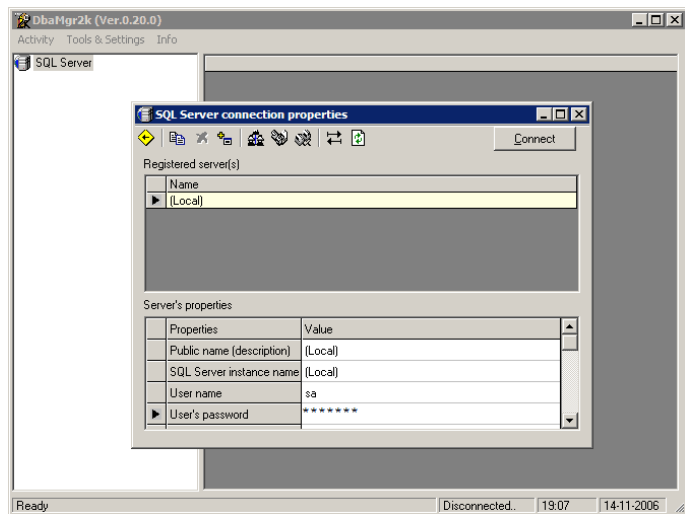 DbaMgr2k (Ver.0.20.0)
Activity Tools & Settings Info
SQL Server
SQL Server connection properties
Connect
Registered server(s)
Name
(Local)
Server's properties
Properties Value
Public name (description) (Local)
SQL Server instance name (Local)
User name sa
User's password *******
Ready Disconnected.. 19:07 14-11-2006